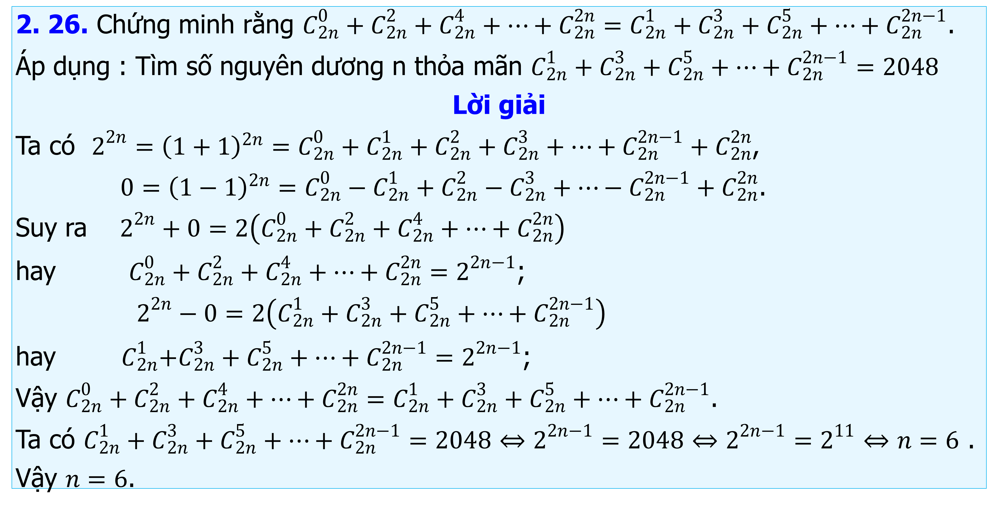 2. 26. Chứng minh rằng $C_{2n}^{0} + C_{2n}^{2} + C_{2n}^{4} + \cdots + C_{2n}^{2n} = C_{2n}^{1} + C_{2n}^{3} + C_{2n}^{5} + \cdots + C_{2n}^{2n-1}$.
Áp dụng : Tìm số nguyên dương n thỏa mãn $C_{2n}^{1} + C_{2n}^{3} + C_{2n}^{5} + \cdots + C_{2n}^{2n-1} = 2048$
Lời giải
Ta có $2^{2n} = (1 + 1)^{2n} = C_{2n}^{0} + C_{2n}^{1} + C_{2n}^{2} + C_{2n}^{3} + \cdots + C_{2n}^{2n-1} + C_{2n}^{2n}$,
$0 = (1 - 1)^{2n} = C_{2n}^{0} - C_{2n}^{1} + C_{2n}^{2} - C_{2n}^{3} + \cdots - C_{2n}^{2n-1} + C_{2n}^{2n}$.
Suy ra $2^{2n} + 0 = 2(C_{2n}^{0} + C_{2n}^{2} + C_{2n}^{4} + \cdots + C_{2n}^{2n})$
hay $C_{2n}^{0} + C_{2n}^{2} + C_{2n}^{4} + \cdots + C_{2n}^{2n} = 2^{2n-1}$;
$2^{2n} - 0 = 2(C_{2n}^{1} + C_{2n}^{3} + C_{2n}^{5} + \cdots + C_{2n}^{2n-1})$
hay $C_{2n}^{1} + C_{2n}^{3} + C_{2n}^{5} + \cdots + C_{2n}^{2n-1} = 2^{2n-1}$;
Vậy $C_{2n}^{0} + C_{2n}^{2} + C_{2n}^{4} + \cdots + C_{2n}^{2n} = C_{2n}^{1} + C_{2n}^{3} + C_{2n}^{5} + \cdots + C_{2n}^{2n-1}$.
Ta có $C_{2n}^{1} + C_{2n}^{3} + C_{2n}^{5} + \cdots + C_{2n}^{2n-1} = 2048 \Leftrightarrow 2^{2n-1} = 2048 \Leftrightarrow 2^{2n-1} = 2^{11} \Leftrightarrow n = 6$ .
Vậy $n = 6$.